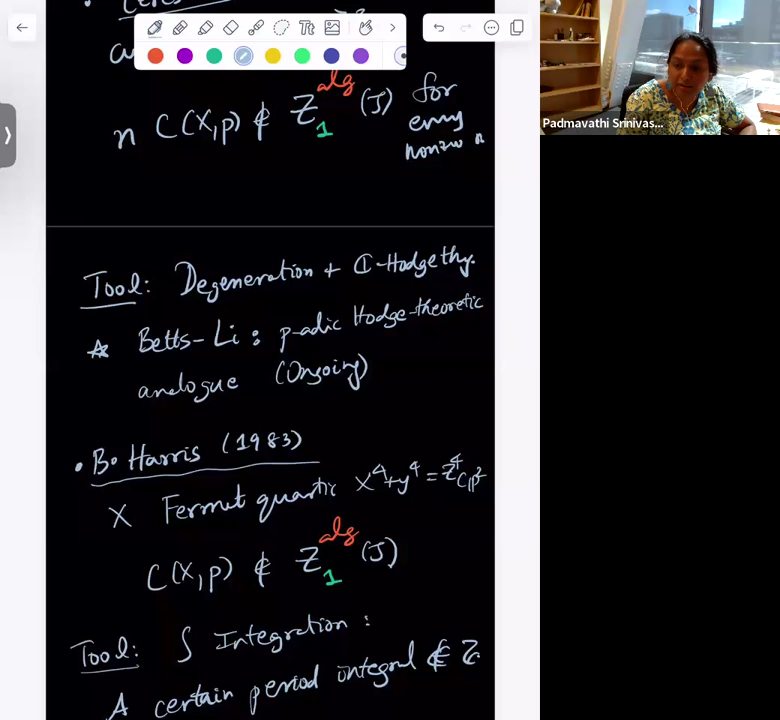 Ceres
n C(X,p) ∉ Z₁^alg (J) for
every
nonzero n
Tool: Degeneration + ℂ-Hodge thy.
☆ Betts-Li: p-adic Hodge-theoretic
analogue (Ongoing)
• B. Harris (1983)
X Fermat quartic x⁴+y⁴=z⁴⊂ℙ²
C(X,p) ∉ Z₁^alg (J)
Tool: ∫ Integration:
A certain period integral ∉ ℤ
Padmavathi Srinivas...